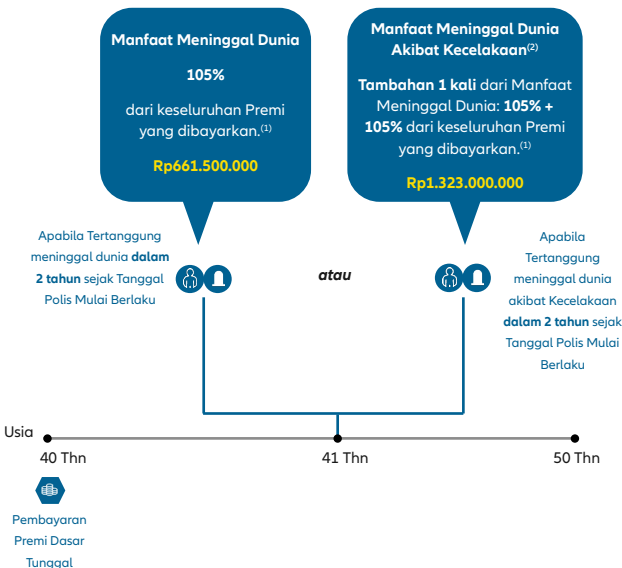 Manfaat Meninggal Dunia
105%
dari keseluruhan Premi
yang dibayarkan.(1)
Rp661.500.000
Manfaat Meninggal Dunia
Akibat Kecelakaan(2)
Tambahan 1 kali dari Manfaat
Meninggal Dunia: 105% +
105% dari keseluruhan Premi
yang dibayarkan.(1)
Rp1.323.000.000
Apabila Tertanggung
meninggal dunia dalam
2 tahun sejak Tanggal
Polis Mulai Berlaku
atau
Apabila
Tertanggung
meninggal dunia
akibat Kecelakaan
dalam 2 tahun sejak
Tanggal Polis Mulai
Berlaku
Usia
40 Thn
41 Thn
50 Thn
Pembayaran
Premi Dasar
Tunggal